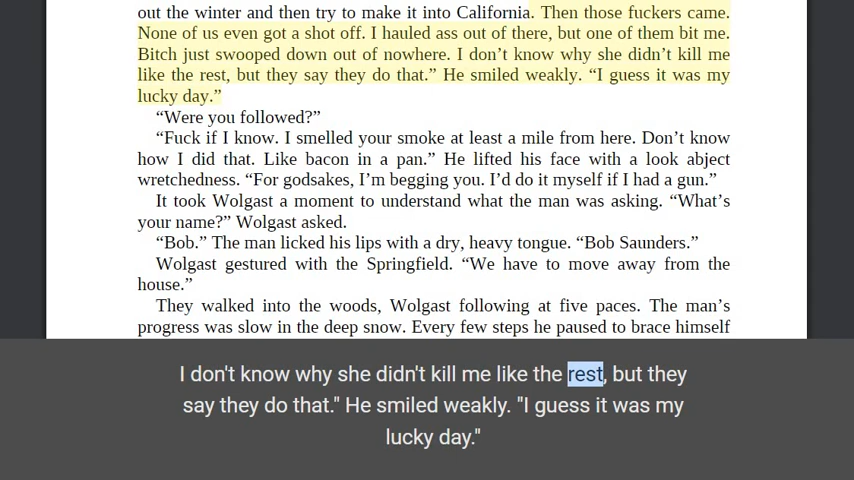 out the winter and then try to make it into California. Then those fuckers came.
None of us even got a shot off. I hauled ass out of there, but one of them bit me.
Bitch just swooped down out of nowhere. I don’t know why she didn’t kill me
like the rest, but they say they do that.” He smiled weakly. “I guess it was my
lucky day.”
“Were you followed?”
“Fuck if I know. I smelled your smoke at least a mile from here. Don’t know
how I did that. Like bacon in a pan.” He lifted his face with a look abject
wretchedness. “For godsakes, I’m begging you. I’d do it myself if I had a gun.”
It took Wolgast a moment to understand what the man was asking. “What’s
your name?” Wolgast asked.
“Bob.” The man licked his lips with a dry, heavy tongue. “Bob Saunders.”
Wolgast gestured with the Springfield. “We have to move away from the
house.”
They walked into the woods, Wolgast following at five paces. The man’s
progress was slow in the deep snow. Every few steps he paused to brace himself
I don't know why she didn't kill me like the rest, but they
say they do that." He smiled weakly. "I guess it was my
lucky day."